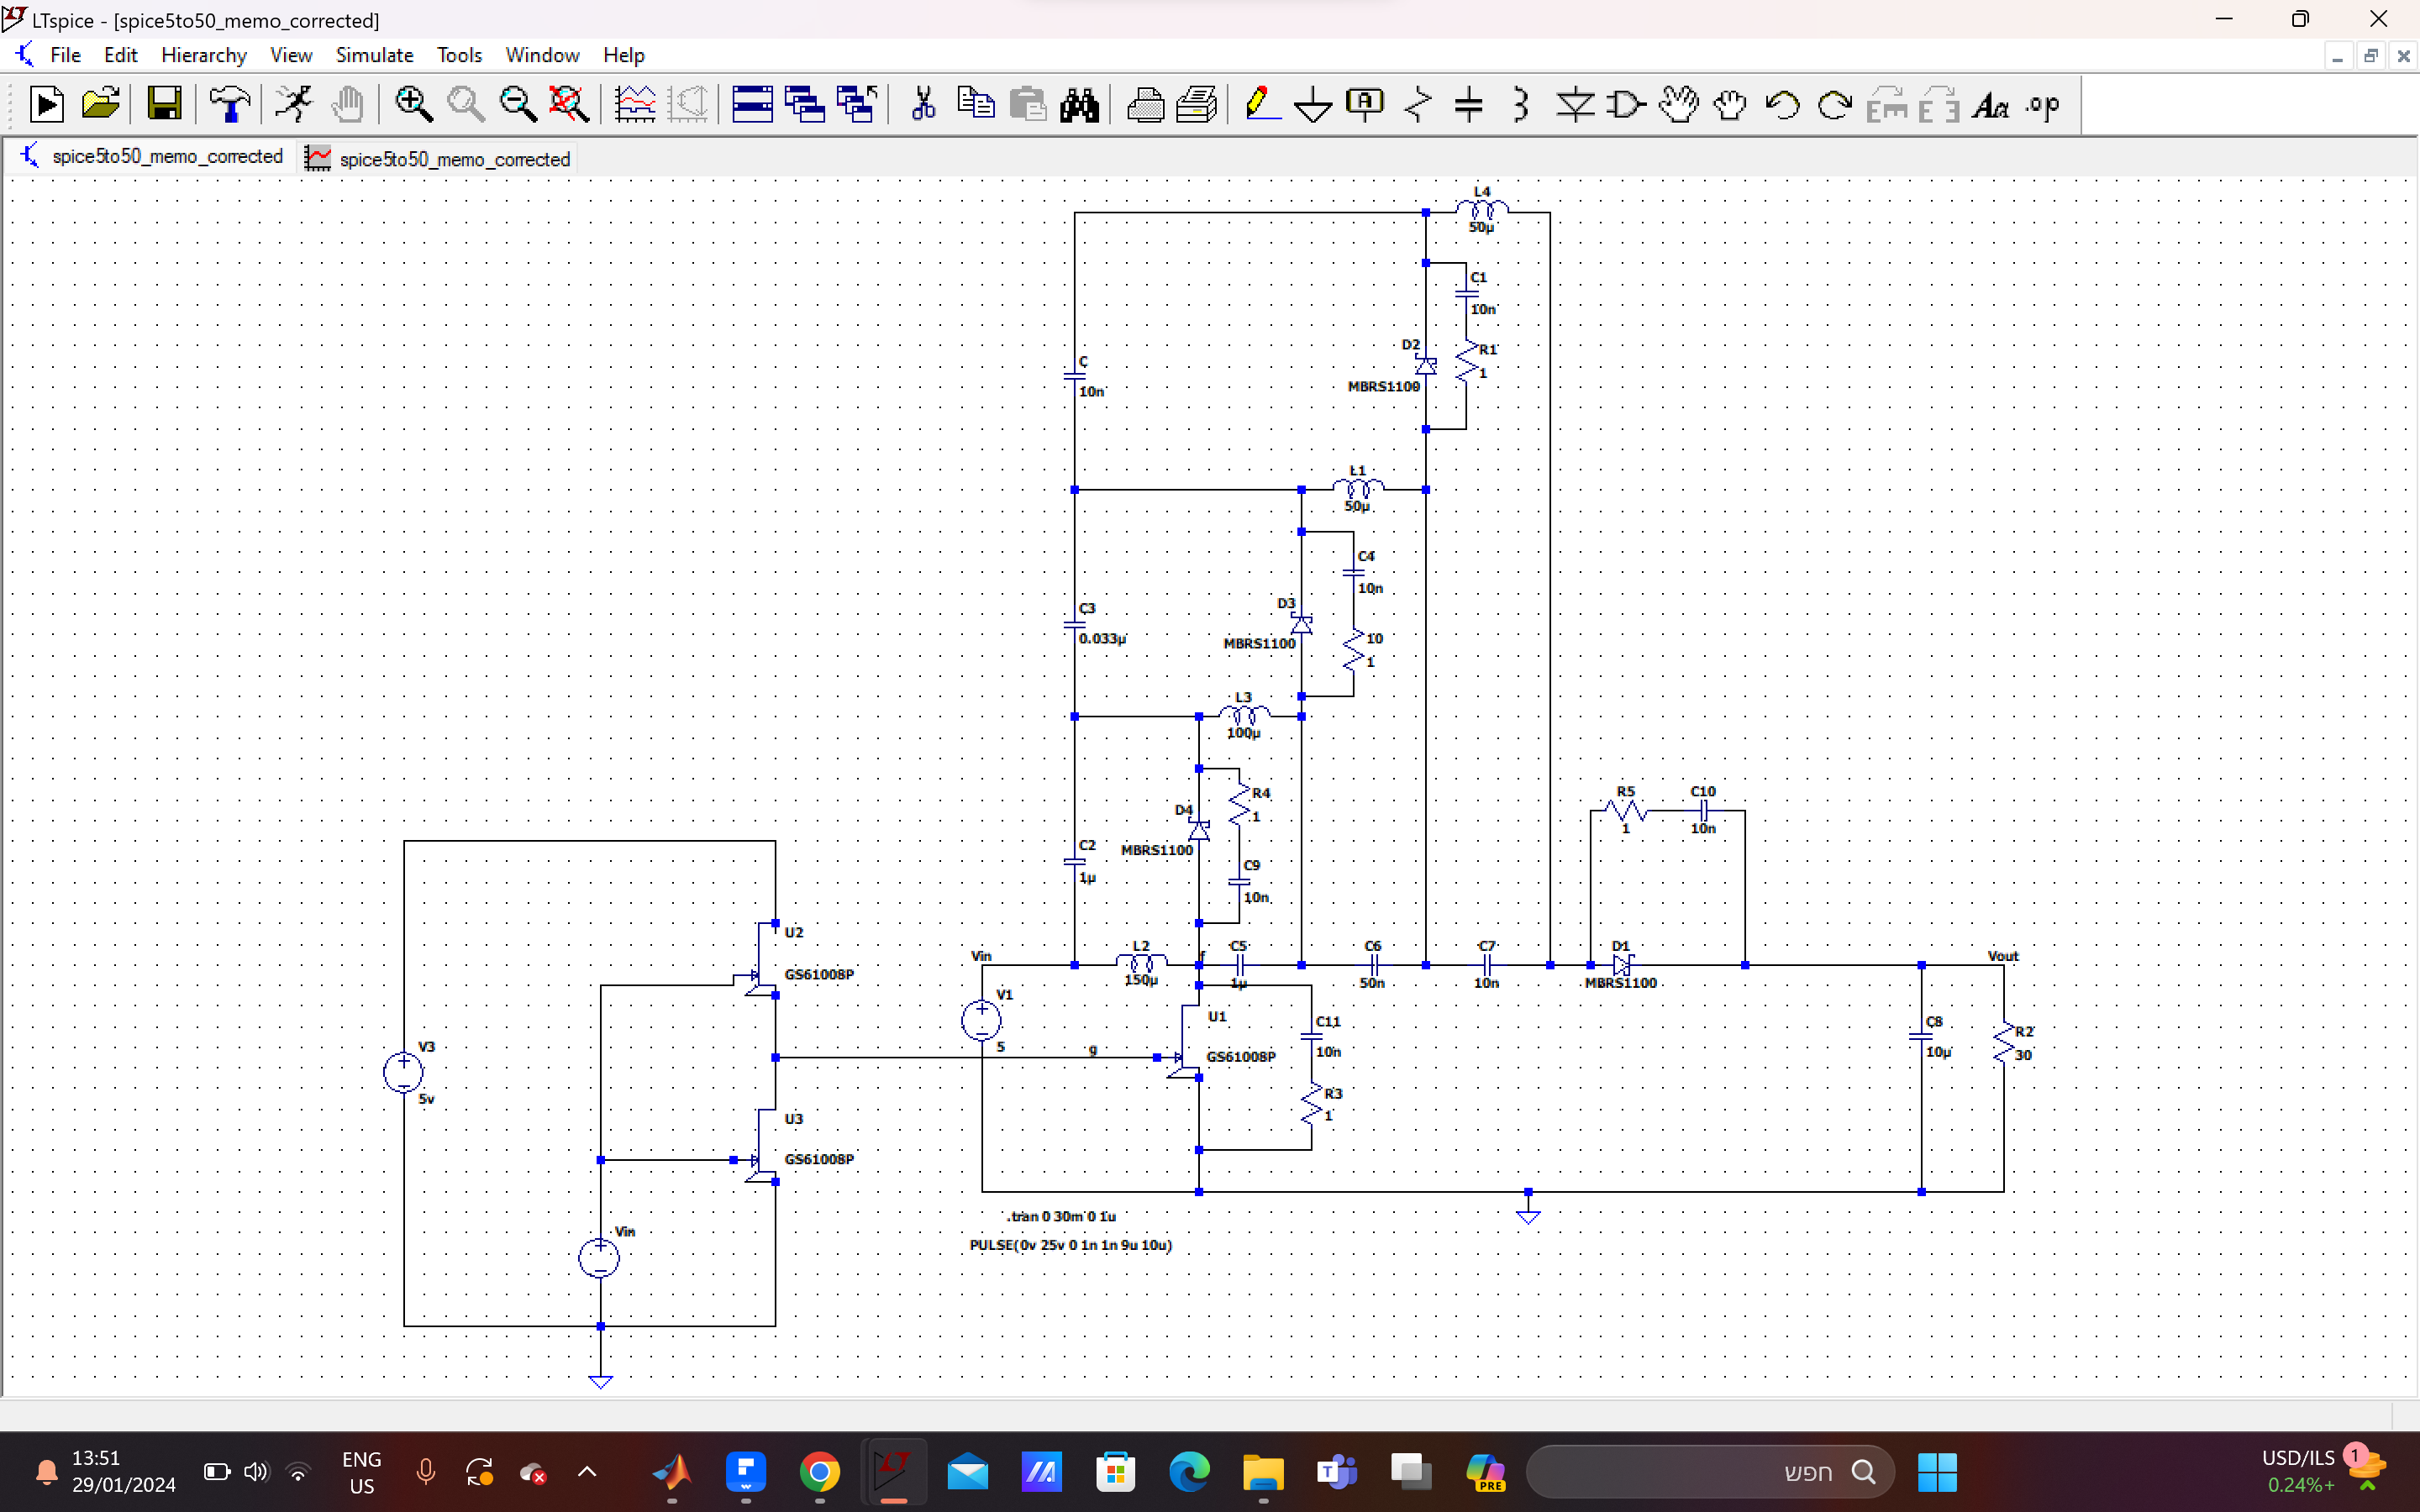 LTspice - [spice5to50_memo_corrected]
File Edit Hierarchy View Simulate Tools Window Help
A Aa .op
spice5to50_memo_corrected spice5to50_memo_corrected
L4
50µ
C1
10n
D2
R1
1
MBRS1100
C
10n
L1
50µ
C4
10n
D3
10
1
MBRS1100
C3
0.033µ
L3
100µ
R4
1
D4
MBRS1100
C9
10n
C2
1µ
R5
1
C10
10n
U2
GS61008P
Vin
L2
150µ
f
C5
1µ
C6
50n
C7
10n
D1
MBRS1100
Vout
V1
5
U1
GS61008P
C11
10n
R3
1
C8
10µ
R2
30
g
V3
5v
U3
GS61008P
Vin
.tran 0 30m 0 1u
PULSE(0v 25v 0 1n 1n 9u 10u)
13:51
29/01/2024
ENG
US
PRE
חפש
USD/ILS
0.24%+
1